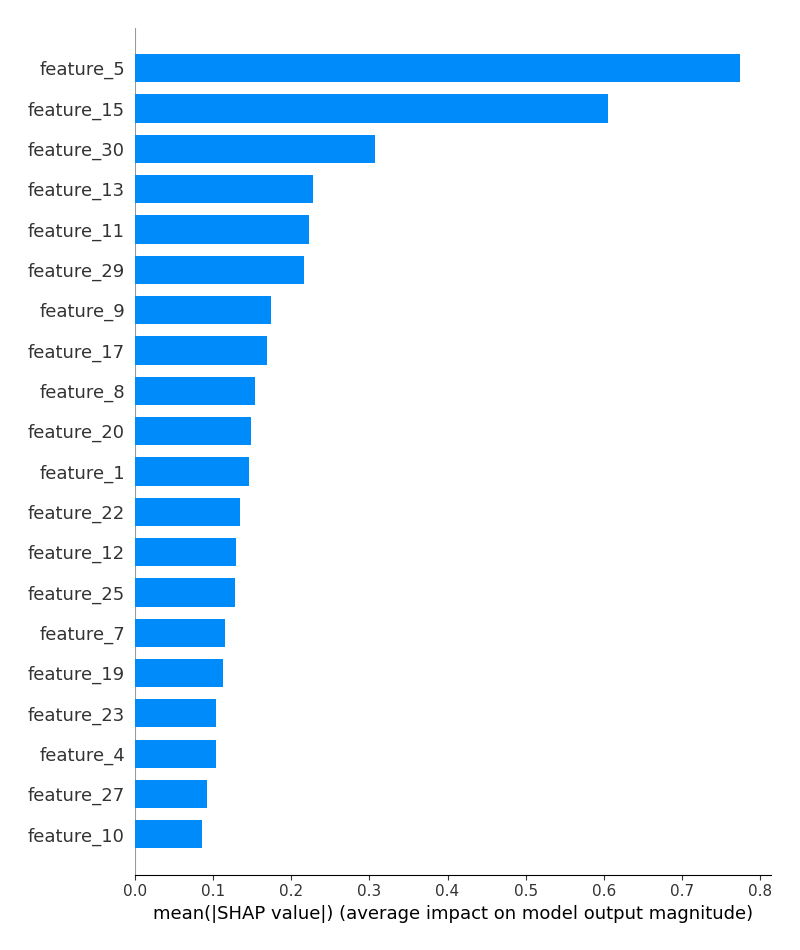 feature_5
feature_15
feature_30
feature_13
feature_11
feature_29
feature_9
feature_17
feature_8
feature_20
feature_1
feature_22
feature_12
feature_25
feature_7
feature_19
feature_23
feature_4
feature_27
feature_10
0.0 0.1 0.2 0.3 0.4 0.5 0.6 0.7 0.8
mean(|SHAP value|) (average impact on model output magnitude)